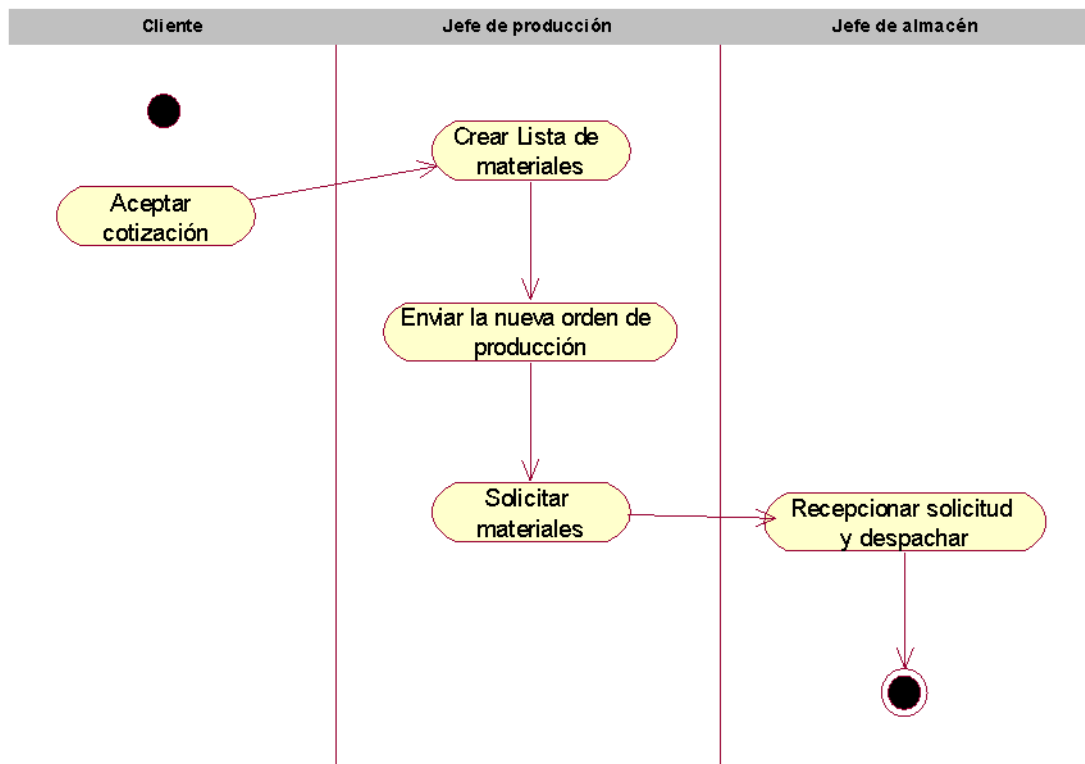 Cliente
Jefe de producción
Jefe de almacén
Crear Lista de
materiales
Aceptar
cotización
Enviar la nueva orden de
producción
Solicitar
materiales
Recepcionar solicitud
y despachar